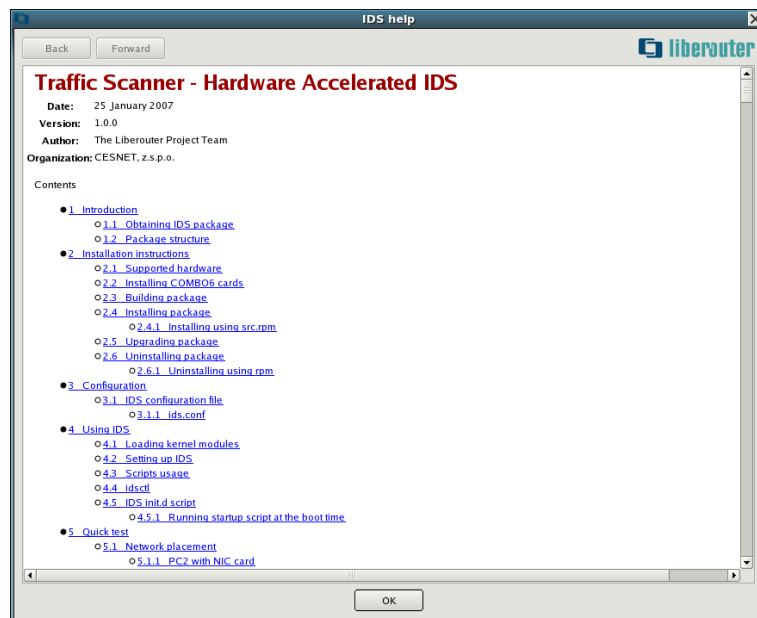 IDS help
Back Forward liberouter
Traffic Scanner - Hardware Accelerated IDS
Date: 25 January 2007
Version: 1.0.0
Author: The Liberouter Project Team
Organization: CESNET, z.s.p.o.
Contents
1 Introduction
1.1 Obtaining IDS package
1.2 Package structure
2 Installation instructions
2.1 Supported hardware
2.2 Installing COMBO6 cards
2.3 Building package
2.4 Installing package
2.4.1 Installing using src.rpm
2.5 Upgrading package
2.6 Uninstalling package
2.6.1 Uninstalling using rpm
3 Configuration
3.1 IDS configuration file
3.1.1 ids.conf
4 Using IDS
4.1 Loading kernel modules
4.2 Setting up IDS
4.3 Scripts usage
4.4 idsctl
4.5 IDS init.d script
4.5.1 Running startup script at the boot time
5 Quick test
5.1 Network placement
5.1.1 PC2 with NIC card
OK